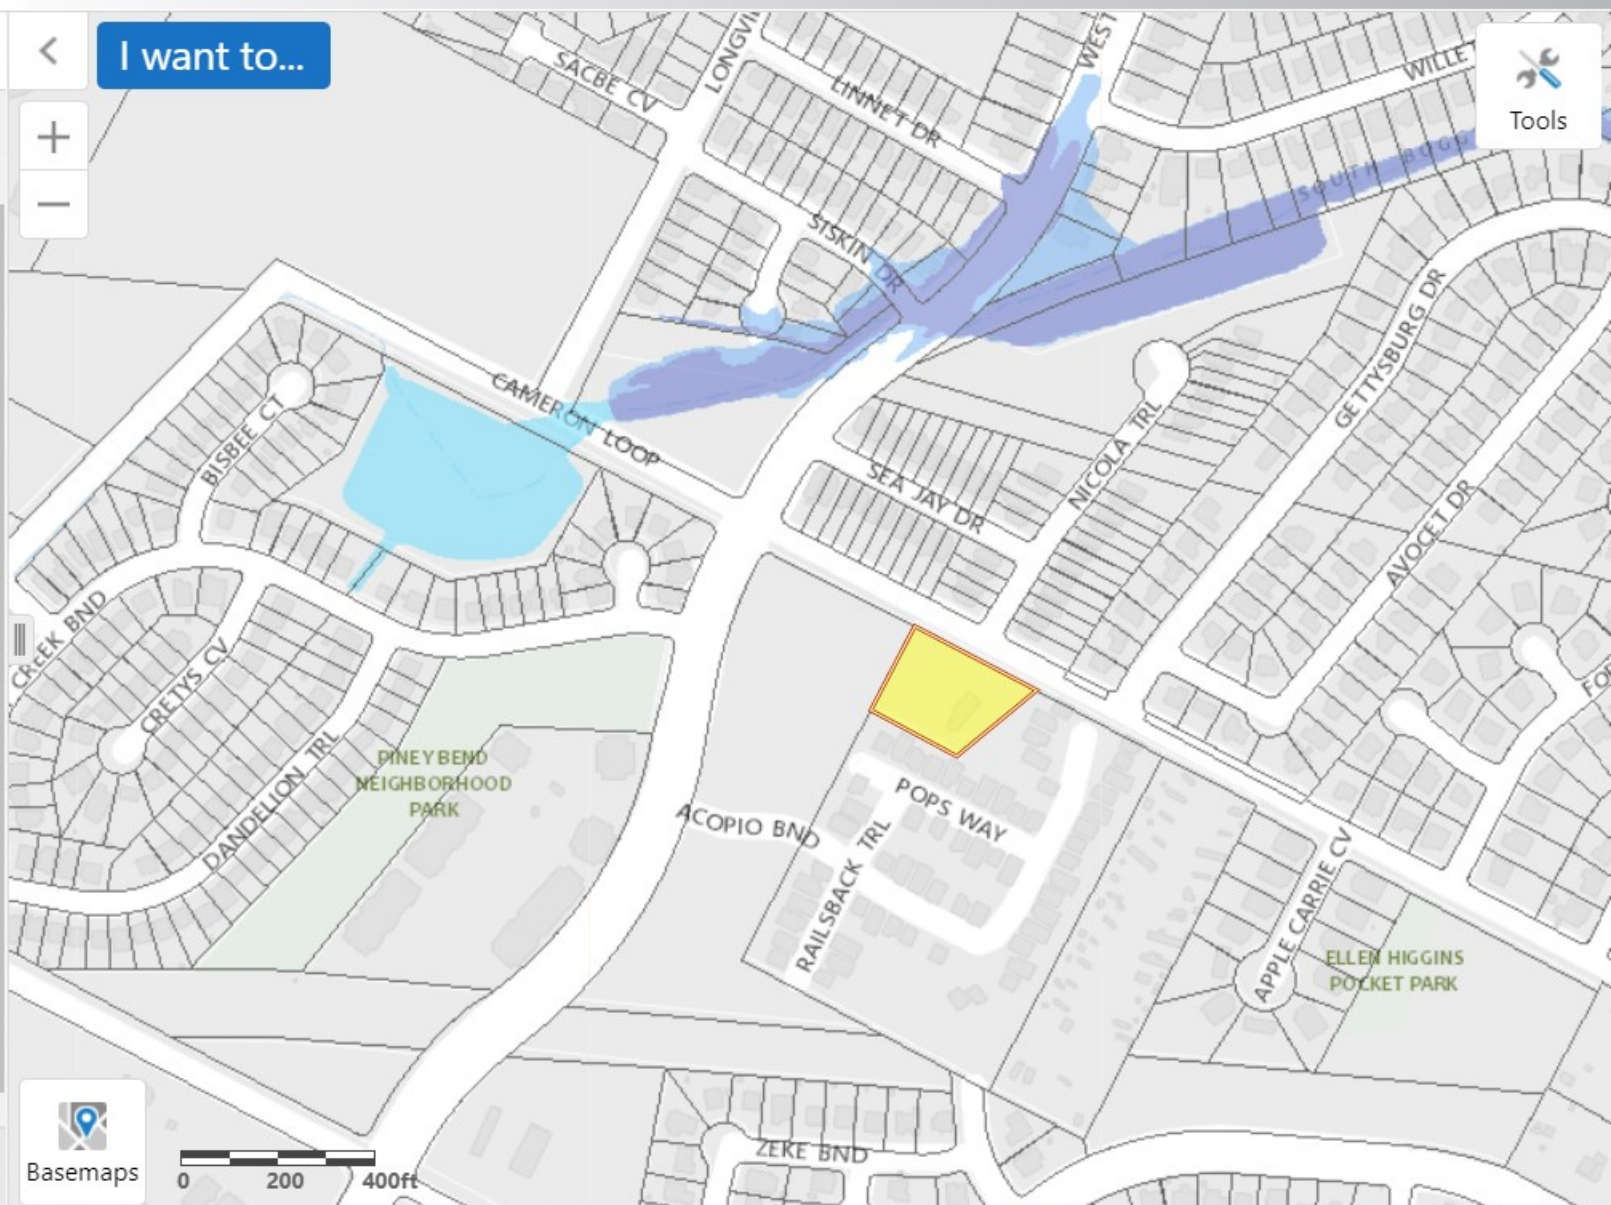 I want to...
SACBE CV
LINNET DR
Tools
SISKIN DR
CAMERON LOOP
BISBEE CT
GETTYSBURG DR
NICOLA TRL
SEA JAY DR
AVOCET DR
CRETYS CV
DANDELION TRL
PINEY BEND
NEIGHBORHOOD
PARK
POPS WAY
ACOPIO BND
RAILSBACK TRL
APPLE CARRIE CV
ELLEN HIGGINS
POCKET PARK
CREEK BND
WEST
SOUTH BOGG
ZEKE BND
Basemaps
0 200 400ft